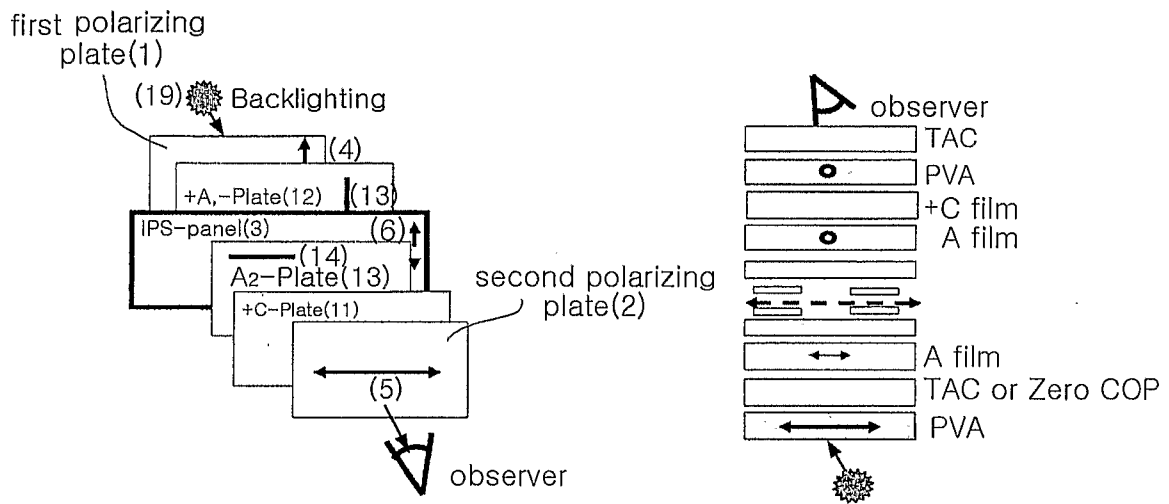 first polarizing
plate(1)
(19) Backlighting
(4)
+A,-Plate(12)
(13)
IPS-panel(3)
(6)
(14)
A2-Plate(13)
+C-Plate(11)
second polarizing
plate(2)
(5)
observer
observer
TAC
PVA
+C film
A film
A film
TAC or Zero COP
PVA